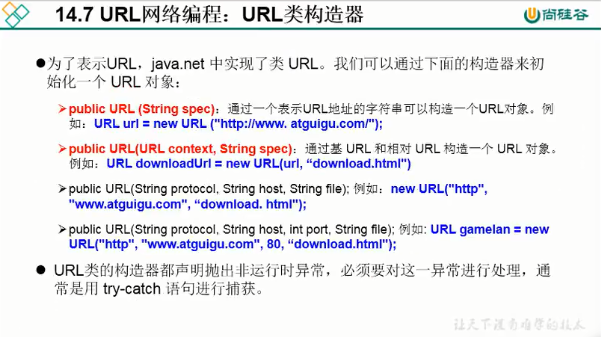 14.7 URL网络编程：URL类构造器
尚硅谷
●为了表示URL，java.net 中实现了类 URL。我们可以通过下面的构造器来初
始化一个 URL 对象：
➢public URL (String spec)：通过一个表示URL地址的字符串可以构造一个URL对象。例
如：URL url = new URL ("http://www. atguigu.com/");
➢public URL(URL context, String spec)：通过基 URL 和相对 URL 构造一个 URL 对象。
例如：URL downloadUrl = new URL(url, “download.html")
➢public URL(String protocol, String host, String file); 例如：new URL("http",
"www.atguigu.com", “download. html");
➢public URL(String protocol, String host, int port, String file); 例如: URL gamelan = new
URL("http", "www.atguigu.com", 80, “download.html");
● URL类的构造器都声明抛出非运行时异常，必须要对这一异常进行处理，通
常是用 try-catch 语句进行捕获。
让天下没有难学的技术